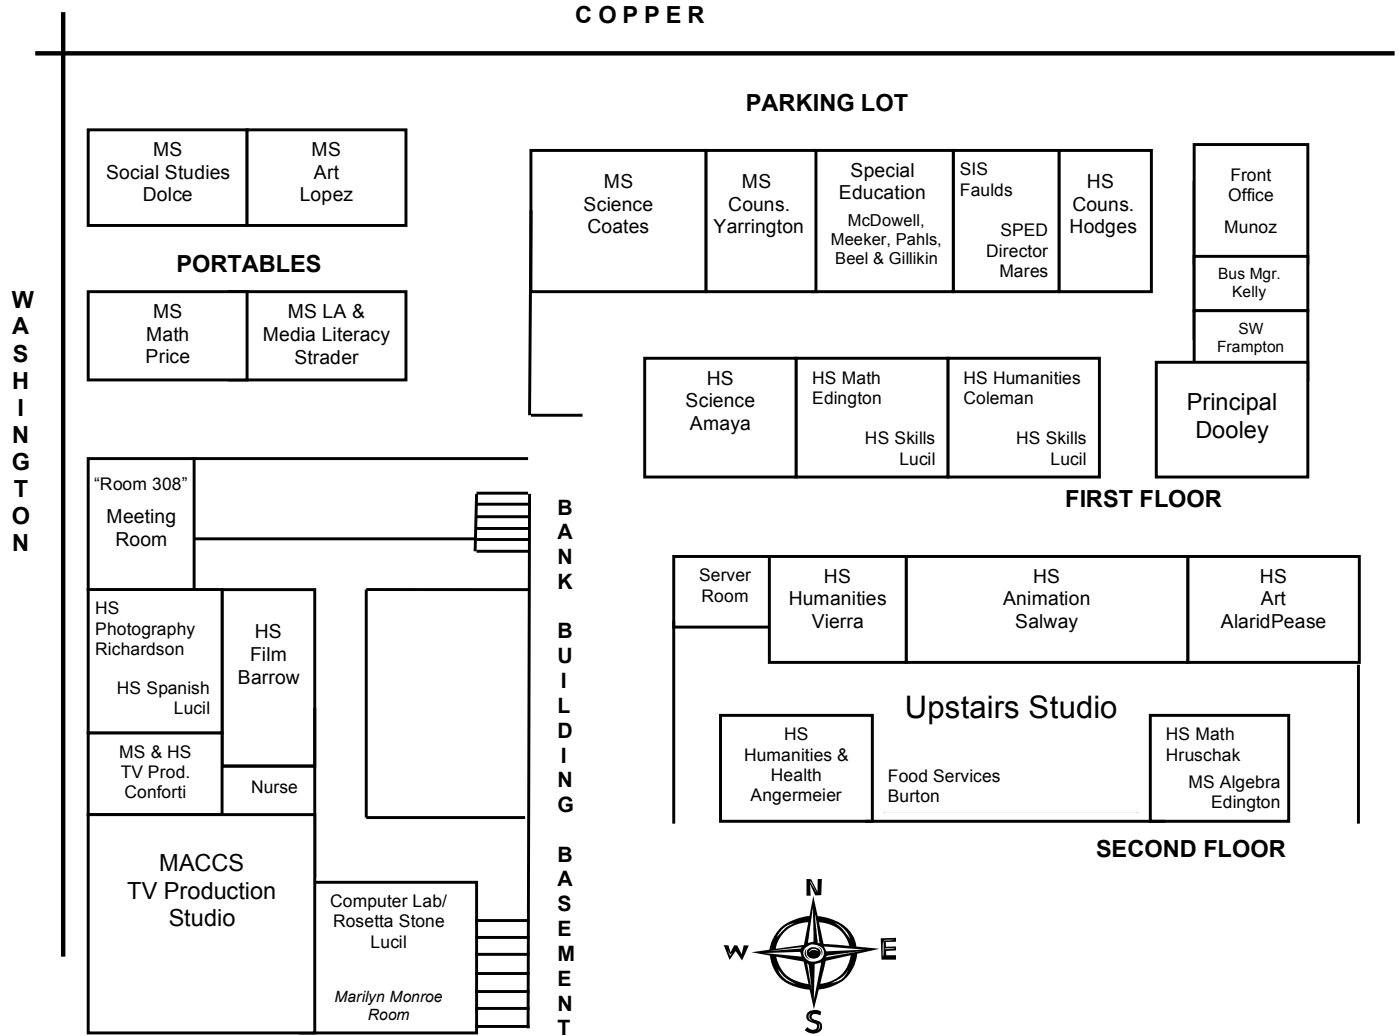 COPPER
PARKING LOT
WASHINGTON
MS
Social Studies
Dolce
MS
Art
Lopez
PORTABLES
MS
Math
Price
MS LA &
Media Literacy
Strader
MS
Science
Coates
MS
Couns.
Yarrington
Special
Education
McDowell,
Meeker, Pahls,
Beel & Gillikin
SIS
Faulds
SPED
Director
Mares
HS
Couns.
Hodges
Front
Office
Munoz
Bus Mgr.
Kelly
SW
Frampton
Principal
Dooley
HS
Science
Amaya
HS Math
Edington
HS Skills
Lucil
HS Humanities
Coleman
HS Skills
Lucil
FIRST FLOOR
"Room 308"
Meeting
Room
HS
Photography
Richardson
HS Spanish
Lucil
HS
Film
Barrow
MS & HS
TV Prod.
Conforti
Nurse
MACCS
TV Production
Studio
Computer Lab/
Rosetta Stone
Lucil
Marilyn Monroe
Room
BANK BUILDING BASEMENT
Server
Room
HS
Humanities
Vierra
HS
Animation
Salway
HS
Art
AlaridPease
Upstairs Studio
HS
Humanities &
Health
Angermeier
Food Services
Burton
HS Math
Hruschak
MS Algebra
Edington
SECOND FLOOR
N
W
E
S